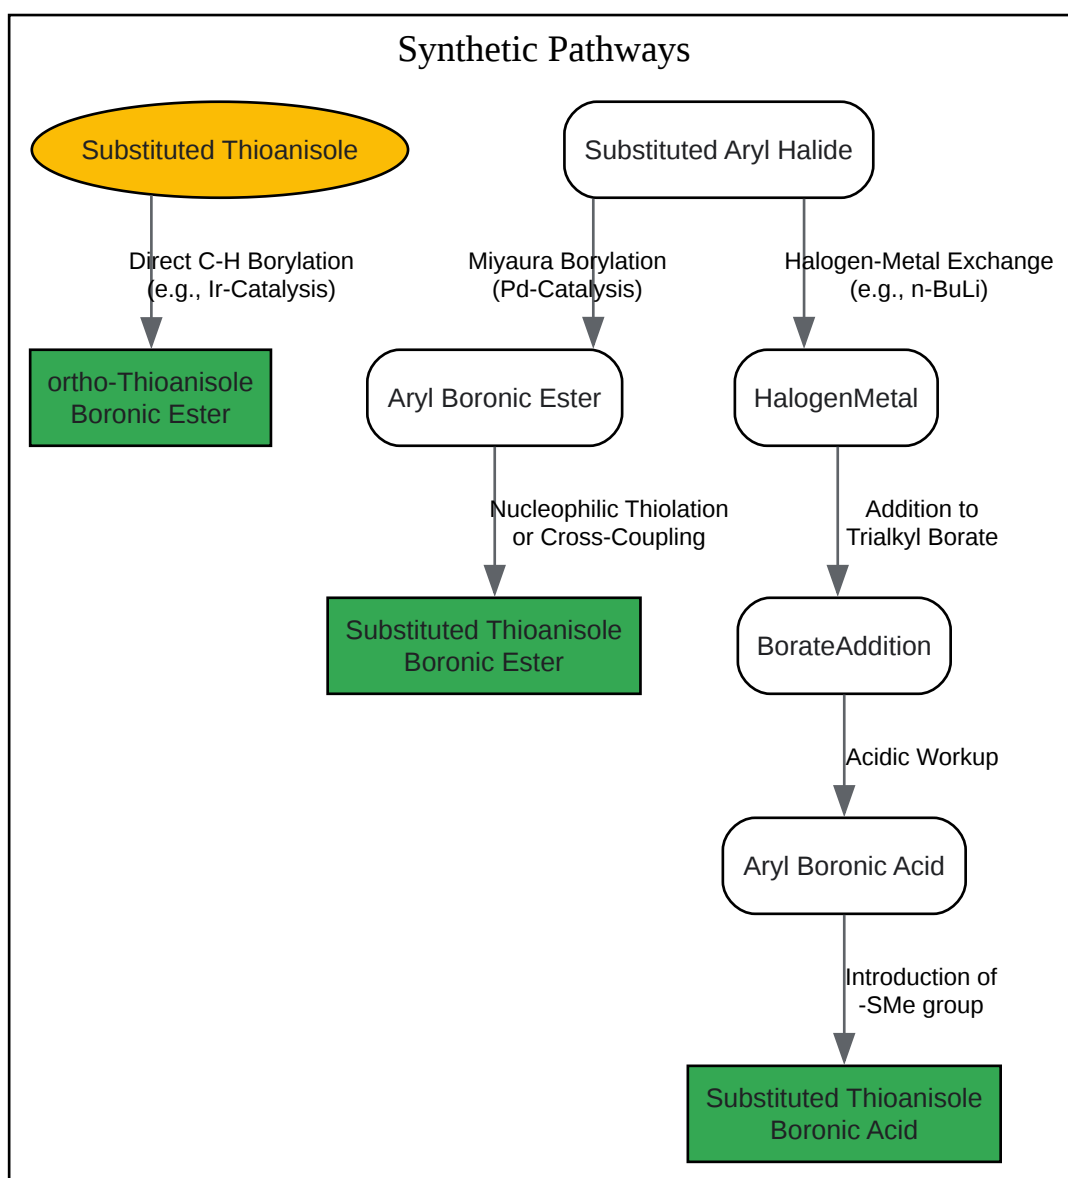 Synthetic Pathways
Substituted Thioanisole
Substituted Aryl Halide
Direct C-H Borylation
(e.g., Ir-Catalysis)
Miyaura Borylation
(Pd-Catalysis)
Halogen-Metal Exchange
(e.g., n-BuLi)
ortho-Thioanisole
Boronic Ester
Aryl Boronic Ester
HalogenMetal
Nucleophilic Thiolation
or Cross-Coupling
Addition to
Trialkyl Borate
Substituted Thioanisole
Boronic Ester
BorateAddition
Acidic Workup
Aryl Boronic Acid
Introduction of
-SMe group
Substituted Thioanisole
Boronic Acid